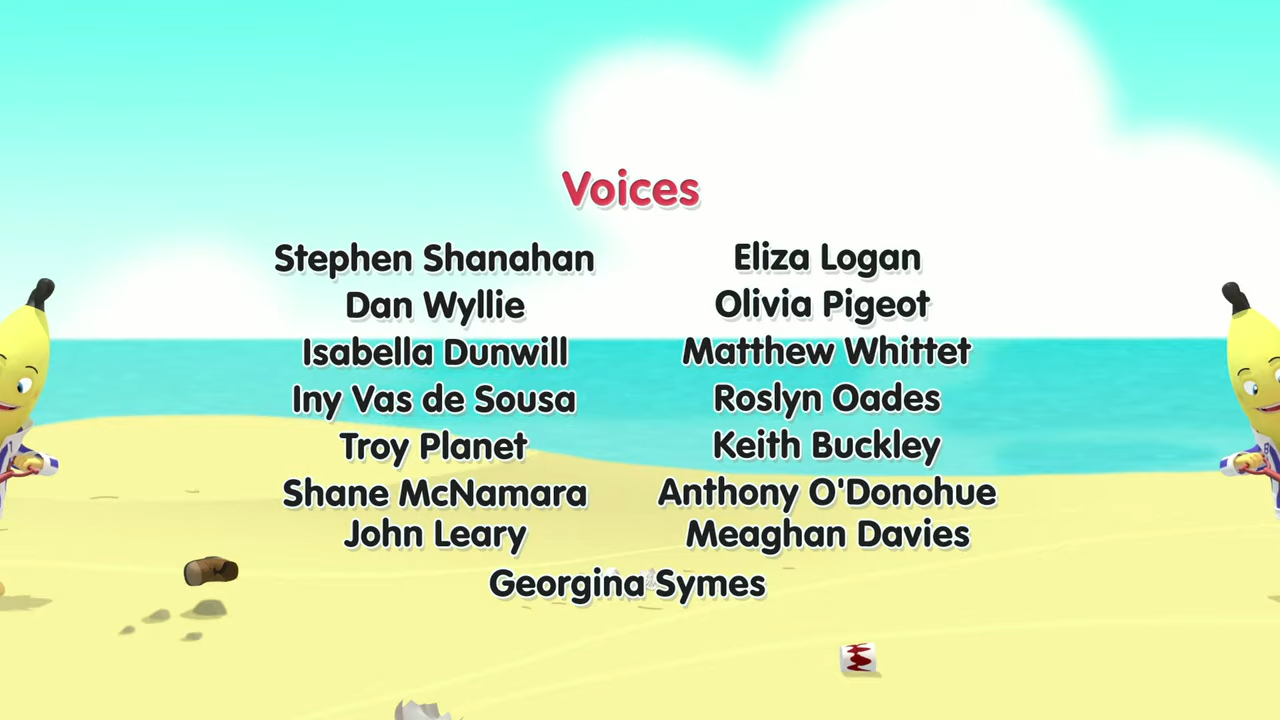 Voices
Stephen Shanahan Eliza Logan
Dan Wyllie Olivia Pigeot
Isabella Dunwill Matthew Whittet
Iny Vas de Sousa Roslyn Oades
Troy Planet Keith Buckley
Shane McNamara Anthony O'Donohue
John Leary Meaghan Davies
Georgina Symes